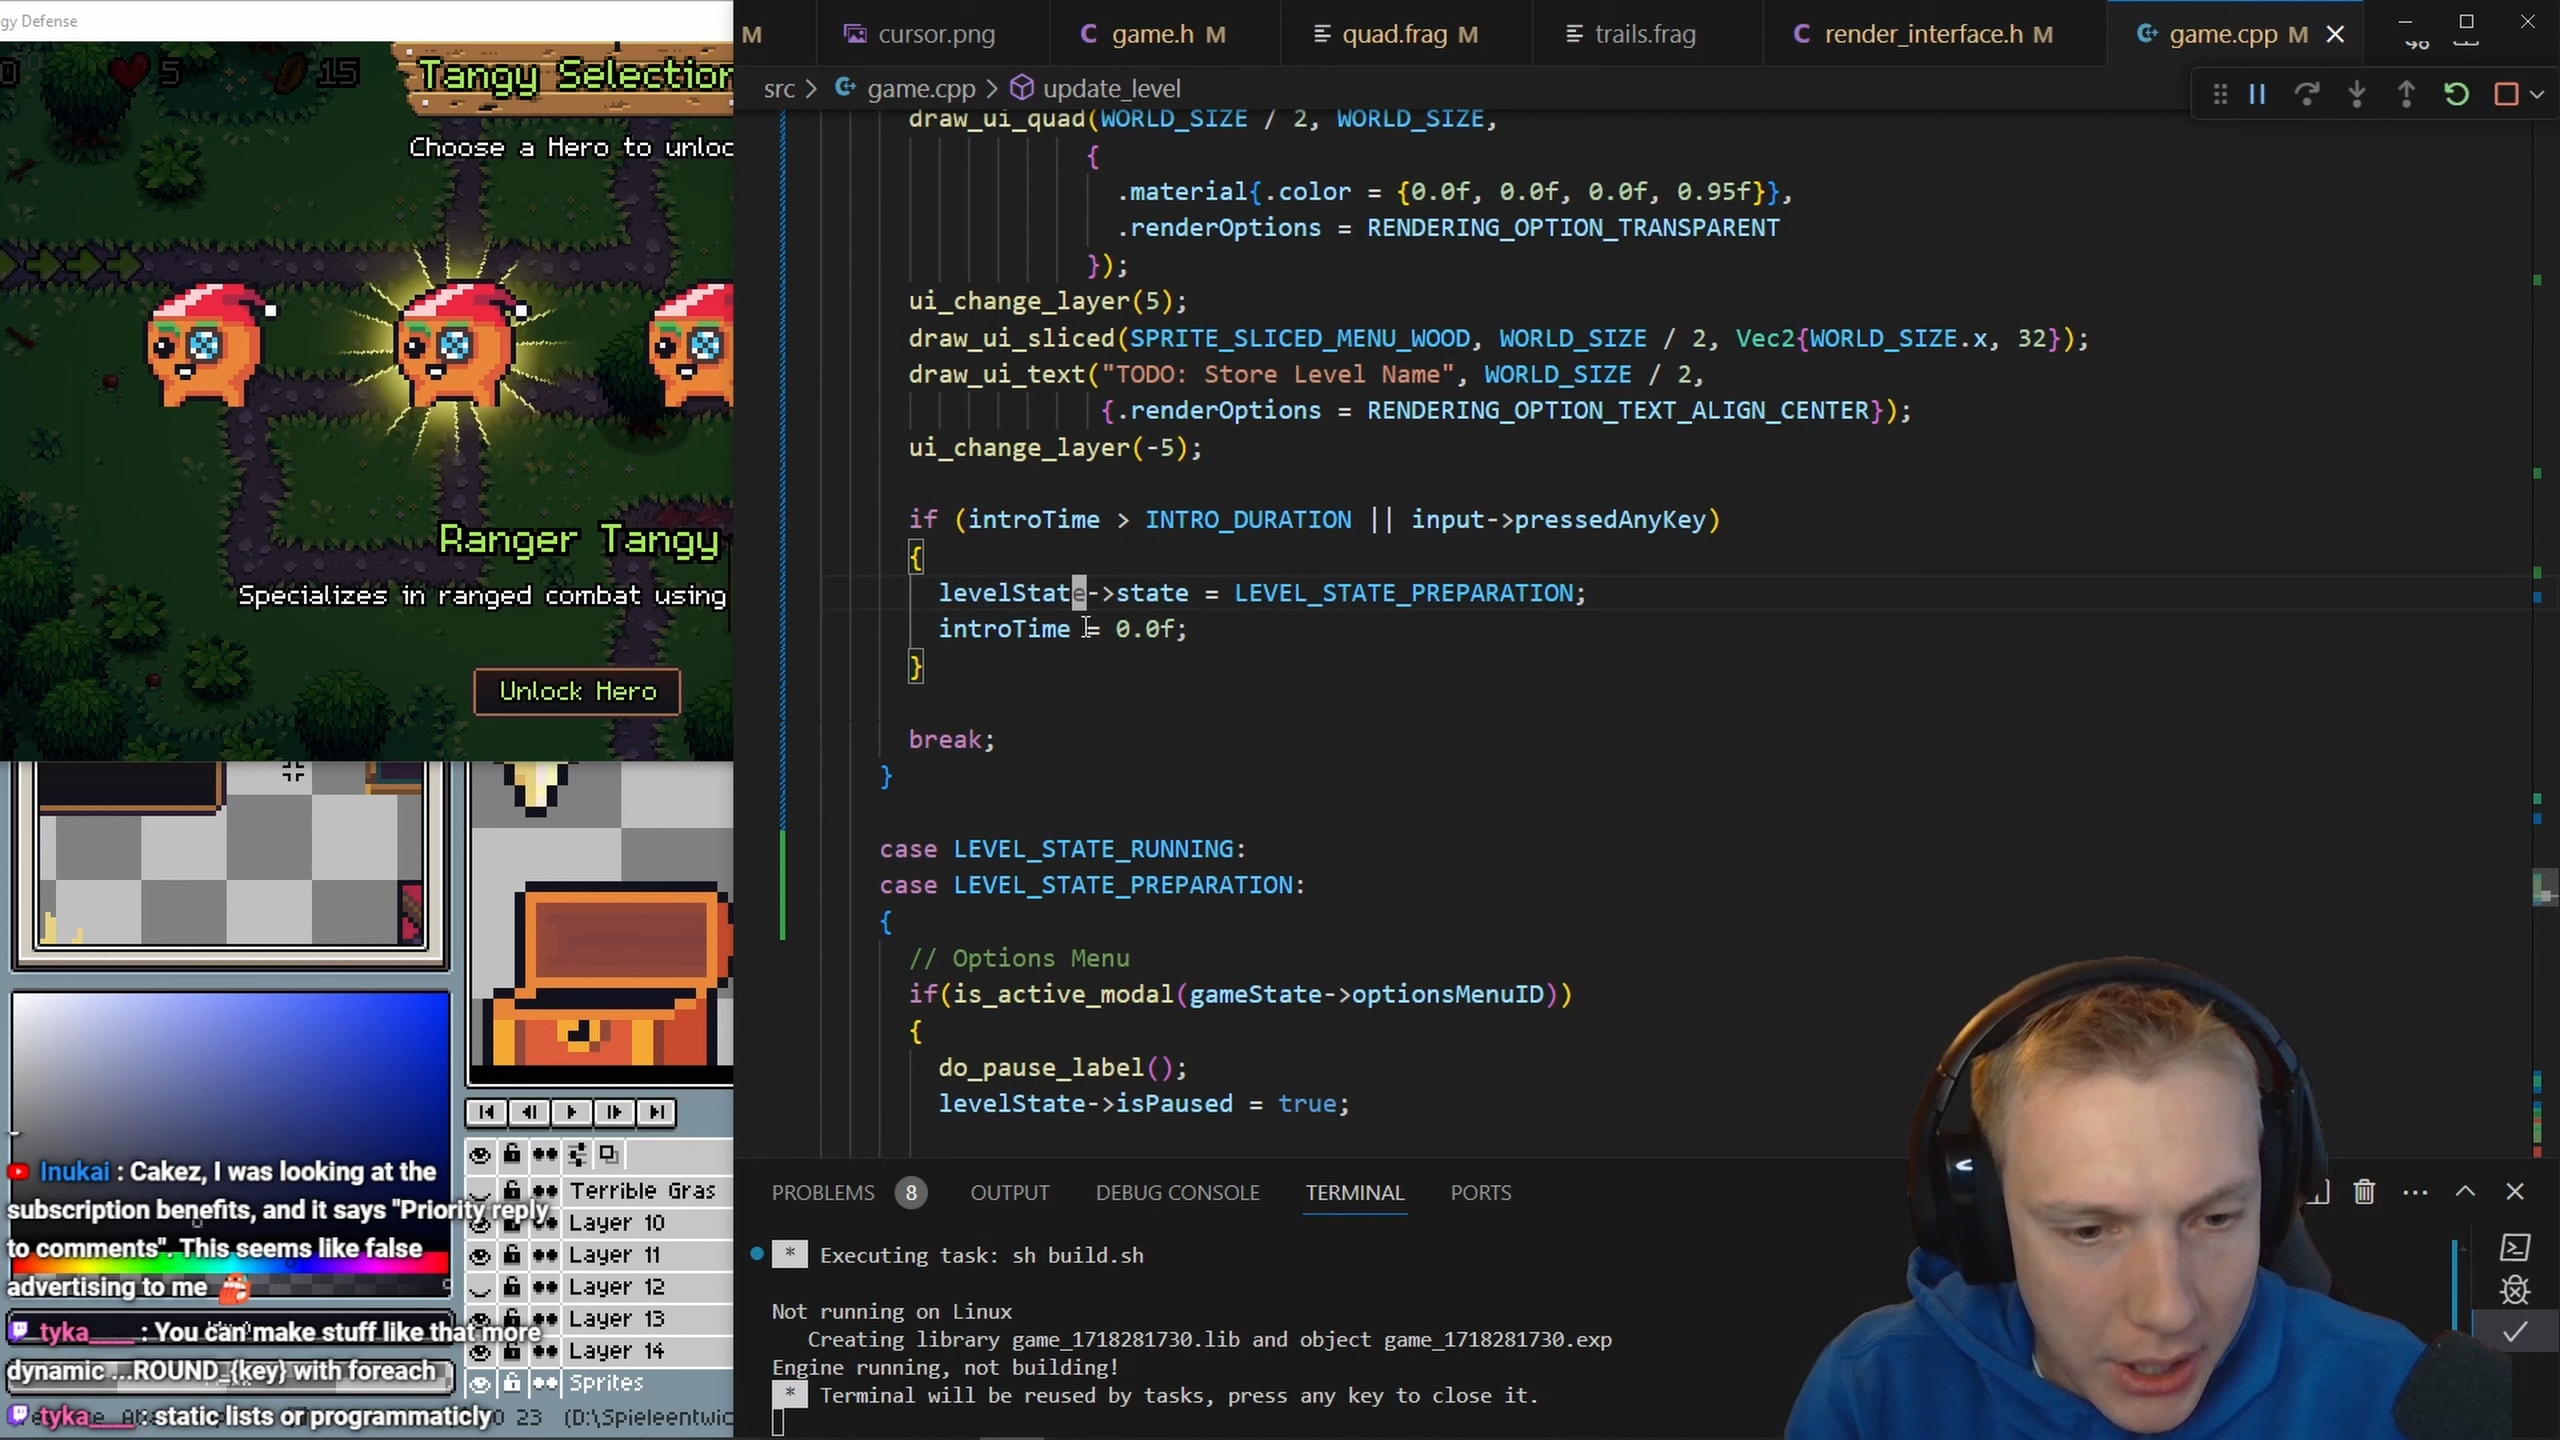 gy Defense
5
15
Tangy Selection
Choose a Hero to unloc
Ranger Tangy
Specializes in ranged combat using
Unlock Hero
M
cursor.png
C game.h M
quad.frag M
trails.frag
C render_interface.h M
game.cpp M
src > game.cpp > update_level
draw_ui_quad(WORLD_SIZE / 2, WORLD_SIZE,
{
.material{.color = {0.0f, 0.0f, 0.0f, 0.95f}},
.renderOptions = RENDERING_OPTION_TRANSPARENT
});
ui_change_layer(5);
draw_ui_sliced(SPRITE_SLICED_MENU_WOOD, WORLD_SIZE / 2, Vec2{WORLD_SIZE.x, 32});
draw_ui_text("TODO: Store Level Name", WORLD_SIZE / 2,
{.renderOptions = RENDERING_OPTION_TEXT_ALIGN_CENTER});
ui_change_layer(-5);
if (introTime > INTRO_DURATION || input->pressedAnyKey)
{
levelState->state = LEVEL_STATE_PREPARATION;
introTime = 0.0f;
}
break;
}
case LEVEL_STATE_RUNNING:
case LEVEL_STATE_PREPARATION:
{
// Options Menu
if(is_active_modal(gameState->optionsMenuID))
{
do_pause_label();
levelState->isPaused = true;
PROBLEMS 8 OUTPUT DEBUG CONSOLE TERMINAL PORTS
* Executing task: sh build.sh
Not running on Linux
Creating library game_1718281730.lib and object game_1718281730.exp
Engine running, not building!
* Terminal will be reused by tasks, press any key to close it.
Terrible Gras
Layer 10
Layer 11
Layer 12
Layer 13
Layer 14
Sprites
Inukai : Cakez, I was looking at the
subscription benefits, and it says "Priority reply
to comments". This seems like false
advertising to me
tyka____ : You can make stuff like that more
dynamic ...ROUND_{key} with foreach
tyka____ : static lists or programmaticly
23 (D:\Spieleentwic